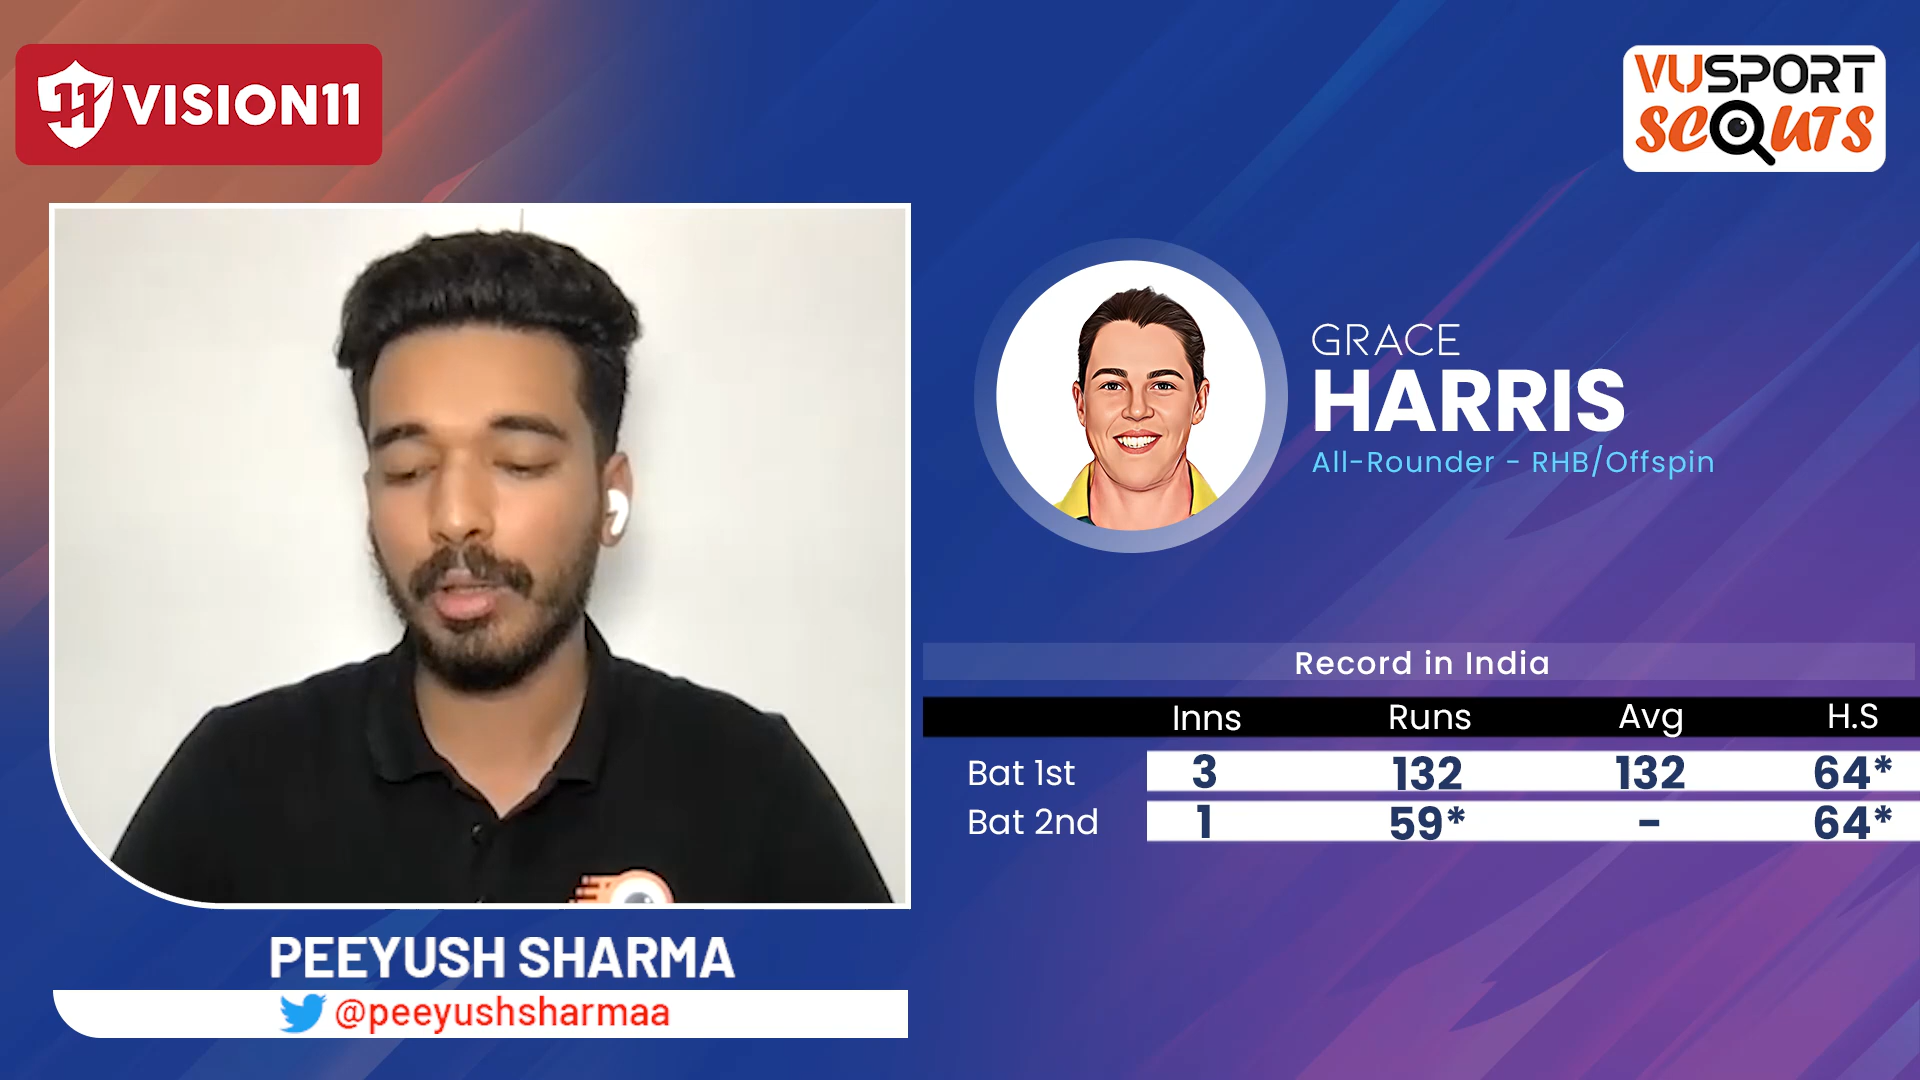 VISION11
VUSPORT
SCOUTS
GRACE
HARRIS
All-Rounder - RHB/Offspin
Record in India
Inns Runs Avg H.S
Bat 1st 3 132 132 64*
Bat 2nd 1 59* - 64*
PEEYUSH SHARMA
@peeyushsharmaa